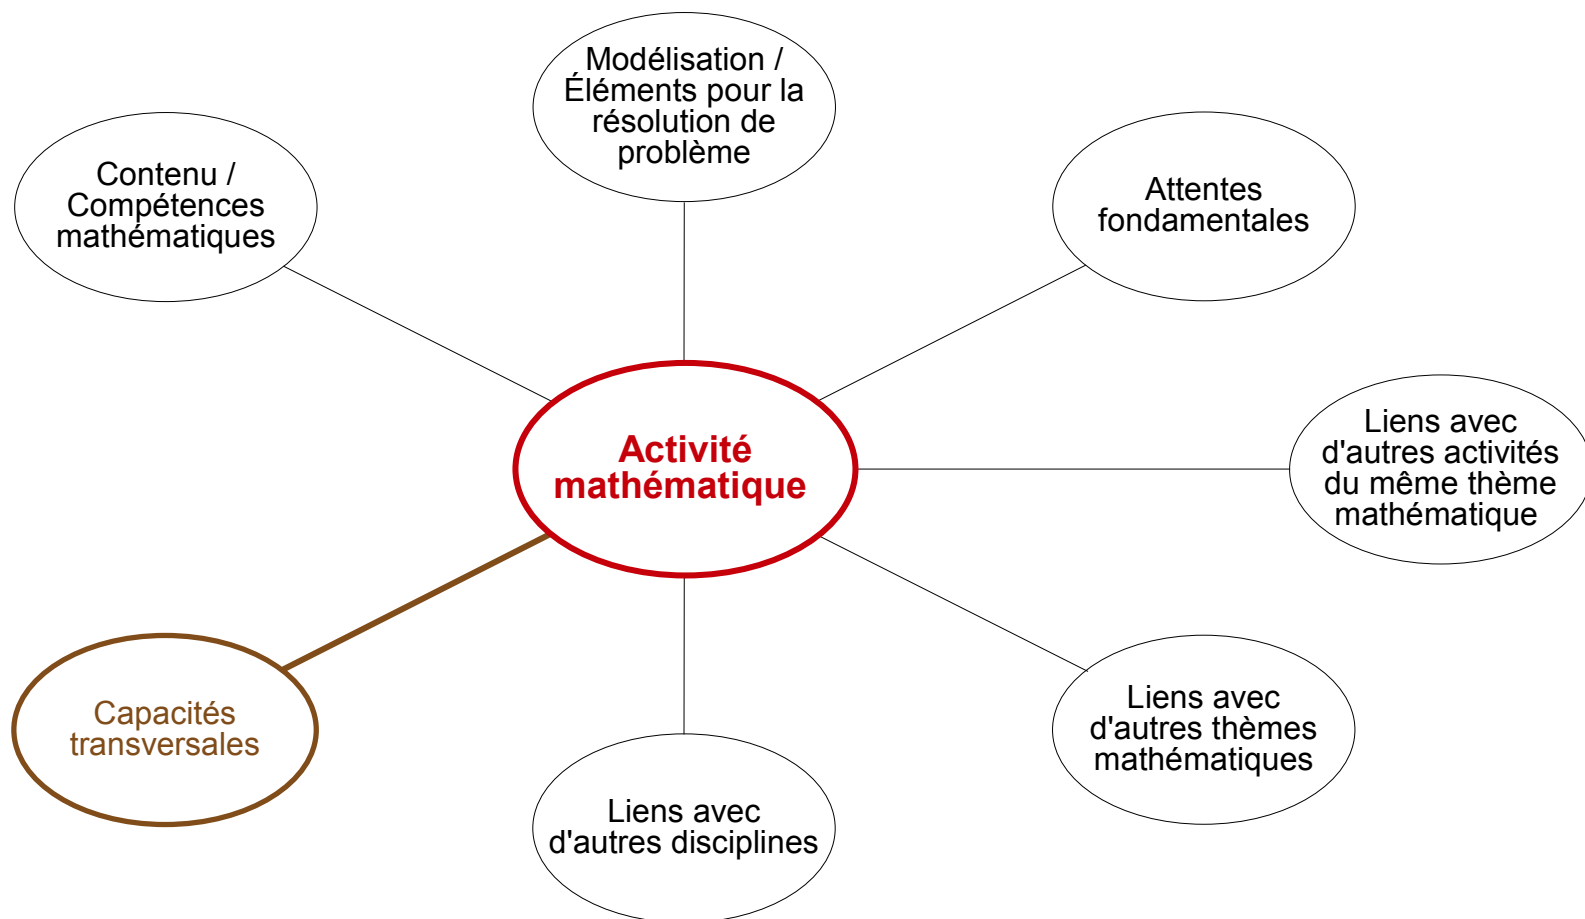 Modélisation /
Éléments pour la
résolution de
problème
Contenu /
Compétences
mathématiques
Attentes
fondamentales
Activité
mathématique
Liens avec
d'autres activités
du même thème
mathématique
Capacités
transversales
Liens avec
d'autres thèmes
mathématiques
Liens avec
d'autres disciplines